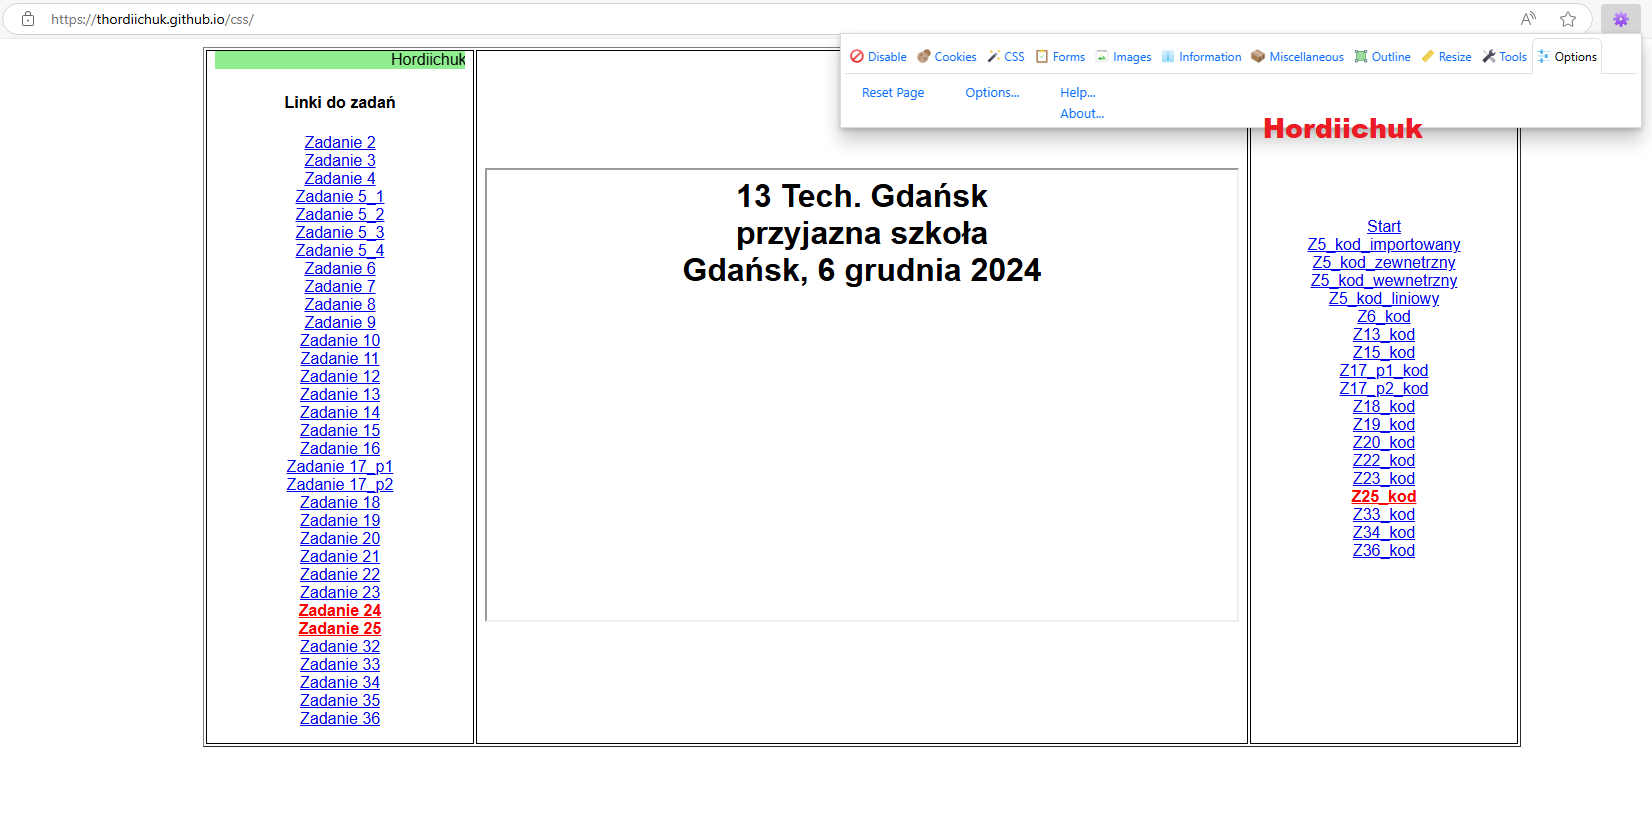 https://thordiichuk.github.io/css/
Disable Cookies CSS Forms Images Information Miscellaneous Outline Resize Tools Options
Reset Page Options... Help...
About...
Hordiichuk
Linki do zadań
Zadanie 2
Zadanie 3
Zadanie 4
Zadanie 5_1
Zadanie 5_2
Zadanie 5_3
Zadanie 5_4
Zadanie 6
Zadanie 7
Zadanie 8
Zadanie 9
Zadanie 10
Zadanie 11
Zadanie 12
Zadanie 13
Zadanie 14
Zadanie 15
Zadanie 16
Zadanie 17_p1
Zadanie 17_p2
Zadanie 18
Zadanie 19
Zadanie 20
Zadanie 21
Zadanie 22
Zadanie 23
Zadanie 24
Zadanie 25
Zadanie 32
Zadanie 33
Zadanie 34
Zadanie 35
Zadanie 36
13 Tech. Gdańsk
przyjazna szkoła
Gdańsk, 6 grudnia 2024
Hordiichuk
Start
Z5_kod_importowany
Z5_kod_zewnetrzny
Z5_kod_wewnetrzny
Z5_kod_liniowy
Z6_kod
Z13_kod
Z15_kod
Z17_p1_kod
Z17_p2_kod
Z18_kod
Z19_kod
Z20_kod
Z22_kod
Z23_kod
Z25_kod
Z33_kod
Z34_kod
Z36_kod